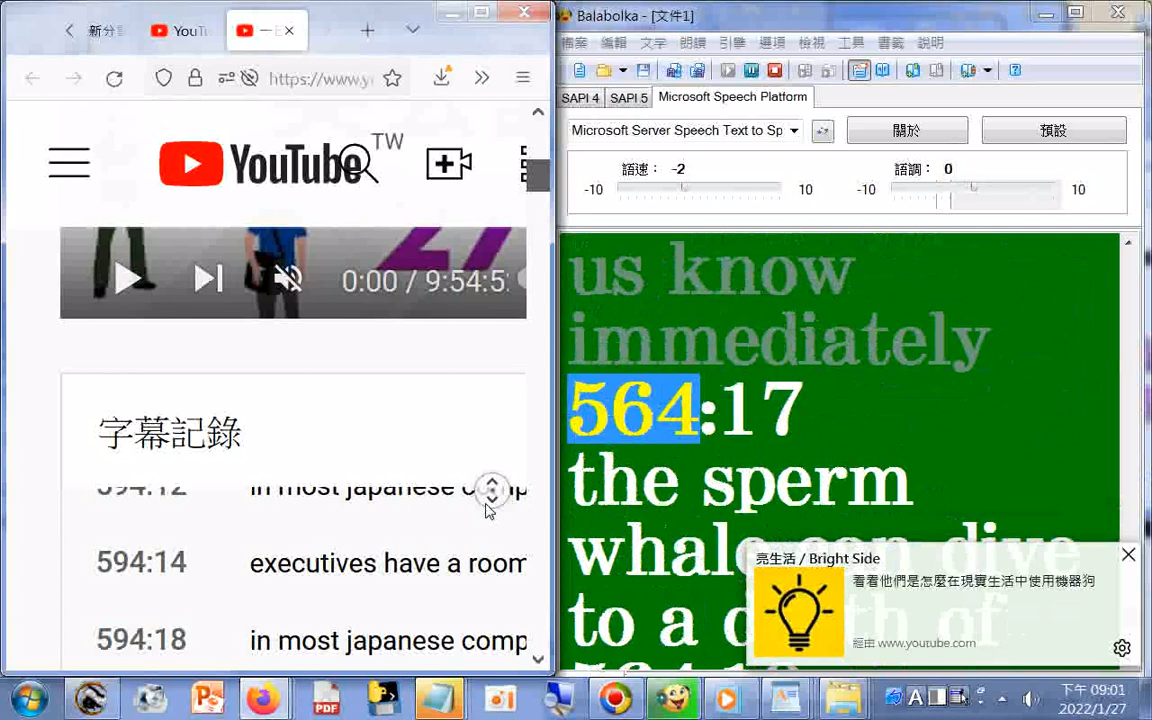 新分
YouT
一 E
https://www.y
YouTube
TW
0:00 / 9:54:5
字幕記錄
594:12 in most japanese comp
594:14 executives have a room
594:18 in most japanese comp
Balabolka - [文件1]
檔案 編輯 文字 朗讀 引擎 選項 檢視 工具 書籤 說明
SAPI 4 SAPI 5 Microsoft Speech Platform
Microsoft Server Speech Text to Sp
關於
預設
語速： -2
-10 10
語調： 0
-10 10
us know
immediately
564:17
the sperm
whale can dive
to a depth of
564:19
亮生活 / Bright Side
看看他們是怎麼在現實生活中使用機器狗
經由 www.youtube.com
PDF
A
下午 09:01
2022/1/27